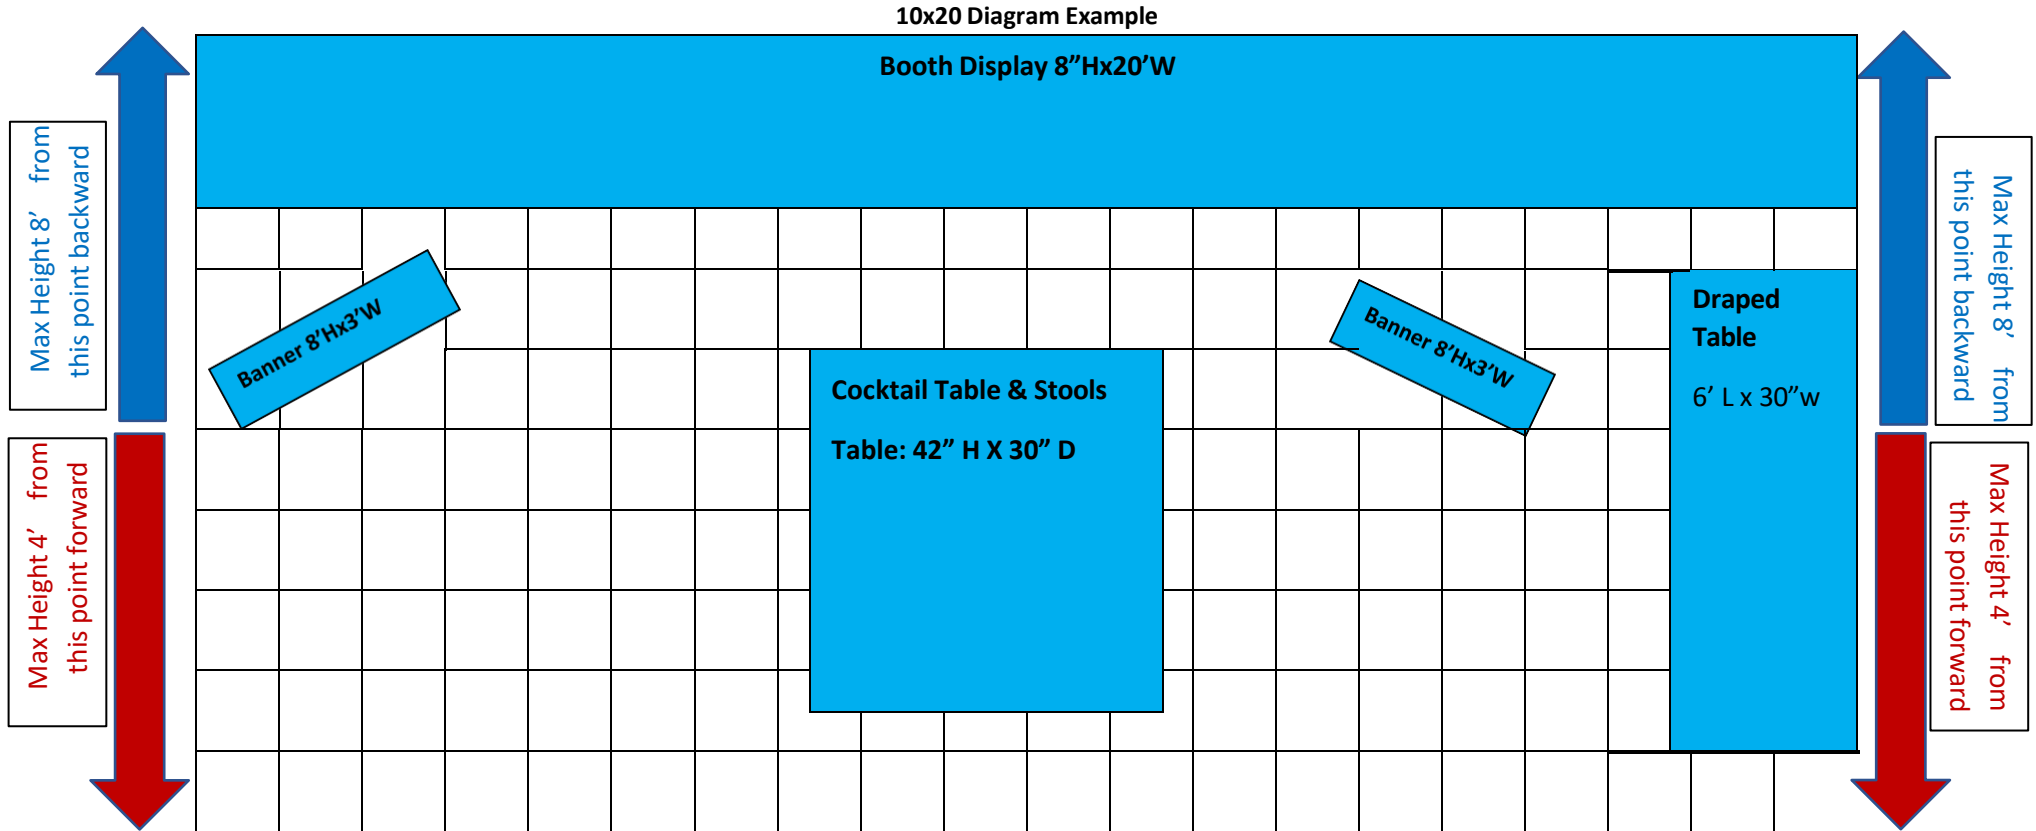 10x20 Diagram Example
Booth Display 8”Hx20’W
Max Height 8’ from
this point backward
Max Height 8’ from
this point backward
Banner 8’Hx3’W
Banner 8’Hx3’W
Draped
Table
6’ L x 30”w
Cocktail Table & Stools
Table: 42” H X 30” D
Max Height 4’ from
this point forward
Max Height 4’ from
this point forward